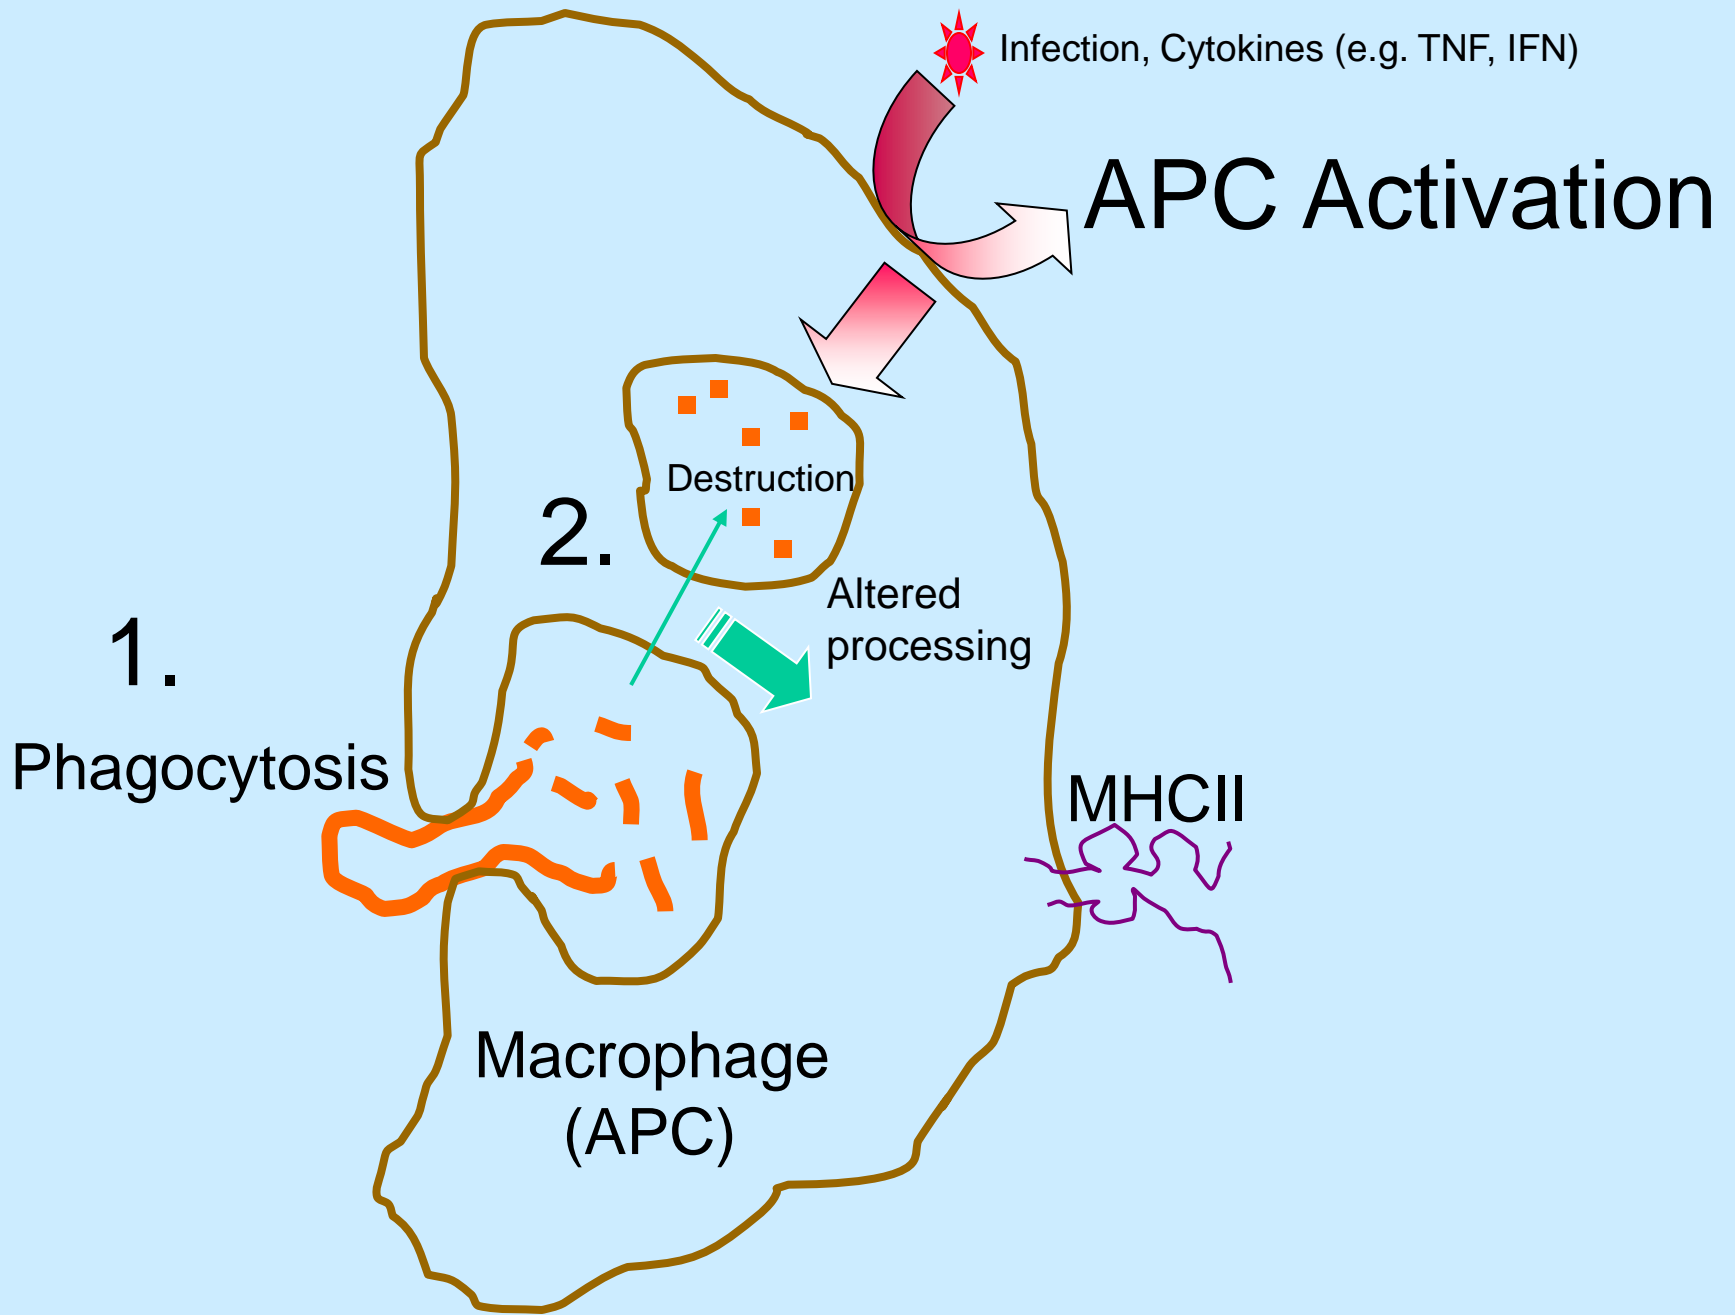 Infection, Cytokines (e.g. TNF, IFN)
APC Activation
Destruction
2.
Altered
processing
1.
Phagocytosis
MHCII
Macrophage
(APC)